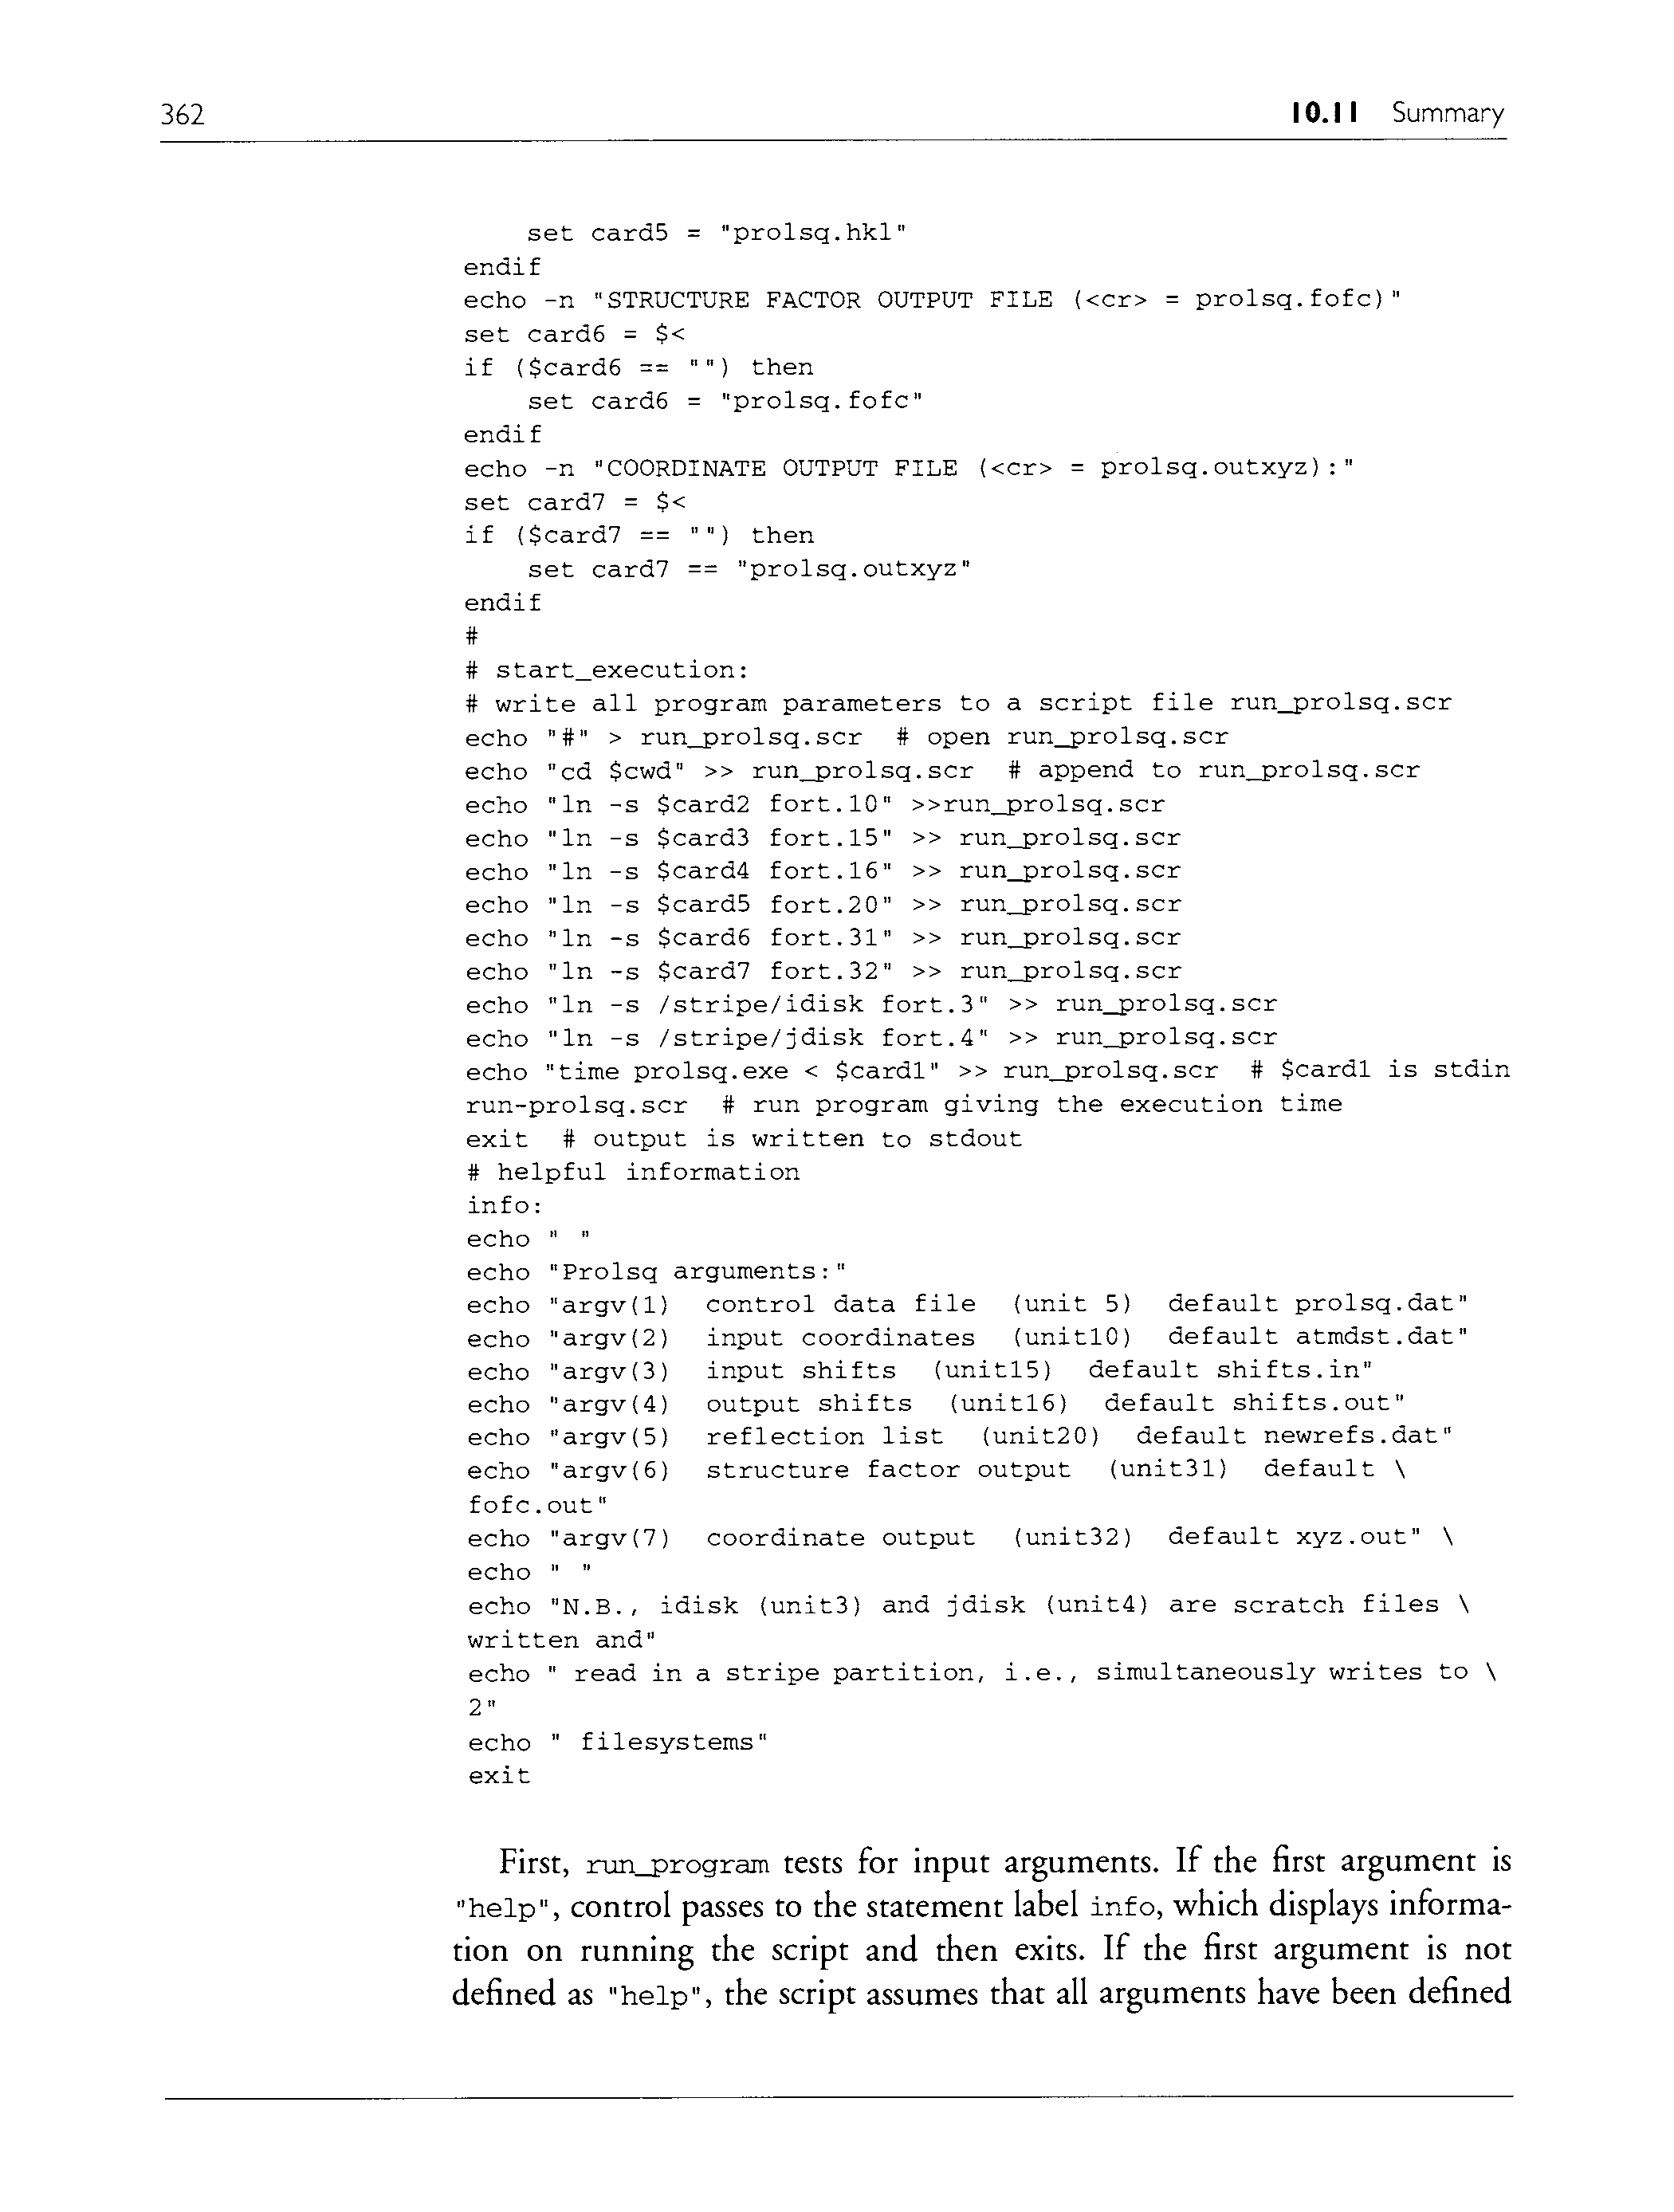 362 10.11 Summary
    set card5 = "prolsq.hkl"
endif
echo -n "STRUCTURE FACTOR OUTPUT FILE (<cr> = prolsq.fofc)"
set card6 = $<
if ($card6 == "") then
    set card6 = "prolsq.fofc"
endif
echo -n "COORDINATE OUTPUT FILE (<cr> = prolsq.outxyz):"
set card7 = $<
if ($card7 == "") then
    set card7 == "prolsq.outxyz"
endif
#
# start_execution:
# write all program parameters to a script file run_prolsq.scr
echo "#" > run_prolsq.scr  # open run_prolsq.scr
echo "cd $cwd" >> run_prolsq.scr  # append to run_prolsq.scr
echo "ln -s $card2 fort.10" >>run_prolsq.scr
echo "ln -s $card3 fort.15" >> run_prolsq.scr
echo "ln -s $card4 fort.16" >> run_prolsq.scr
echo "ln -s $card5 fort.20" >> run_prolsq.scr
echo "ln -s $card6 fort.31" >> run_prolsq.scr
echo "ln -s $card7 fort.32" >> run_prolsq.scr
echo "ln -s /stripe/idisk fort.3" >> run_prolsq.scr
echo "ln -s /stripe/jdisk fort.4" >> run_prolsq.scr
echo "time prolsq.exe < $card1" >> run_prolsq.scr  # $card1 is stdin
run-prolsq.scr  # run program giving the execution time
exit  # output is written to stdout
# helpful information
info:
echo " "
echo "Prolsq arguments:"
echo "argv(1)  control data file  (unit 5)  default prolsq.dat"
echo "argv(2)  input coordinates  (unit10)  default atmdst.dat"
echo "argv(3)  input shifts  (unit15)  default shifts.in"
echo "argv(4)  output shifts  (unit16)  default shifts.out"
echo "argv(5)  reflection list  (unit20)  default newrefs.dat"
echo "argv(6)  structure factor output  (unit31)  default \
fofc.out"
echo "argv(7)  coordinate output  (unit32)  default xyz.out" \
echo " "
echo "N.B., idisk (unit3) and jdisk (unit4) are scratch files \
written and"
echo " read in a stripe partition, i.e., simultaneously writes to \
2"
echo " filesystems"
exit
First, run_program tests for input arguments. If the first argument is
"help", control passes to the statement label info, which displays informa-
tion on running the script and then exits. If the first argument is not
defined as "help", the script assumes that all arguments have been defined